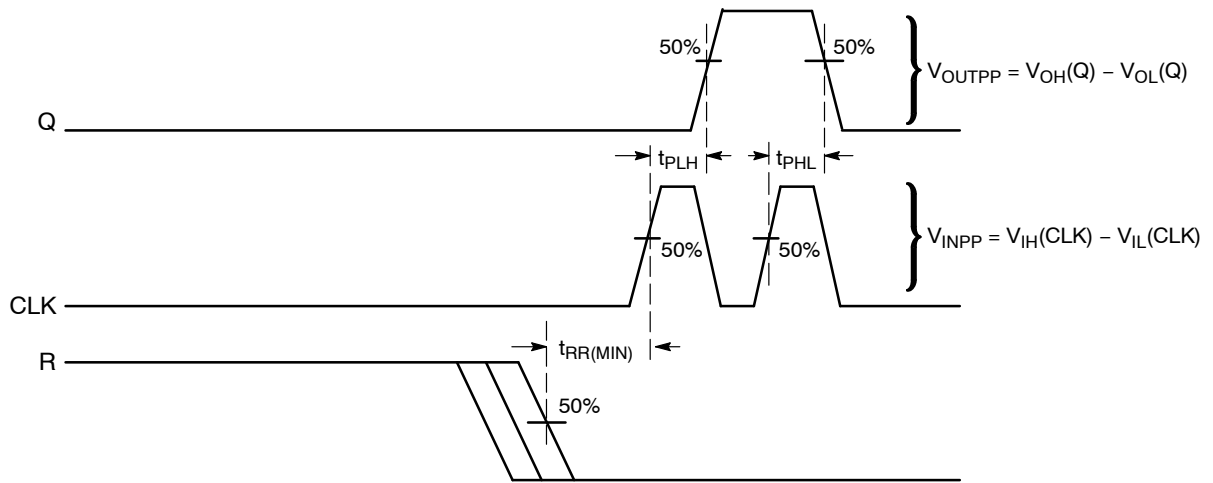 50%
50%
V_OUTPP = V_OH(Q) – V_OL(Q)
Q
t_PLH
t_PHL
50%
50%
V_INPP = V_IH(CLK) – V_IL(CLK)
CLK
t_RR(MIN)
R
50%